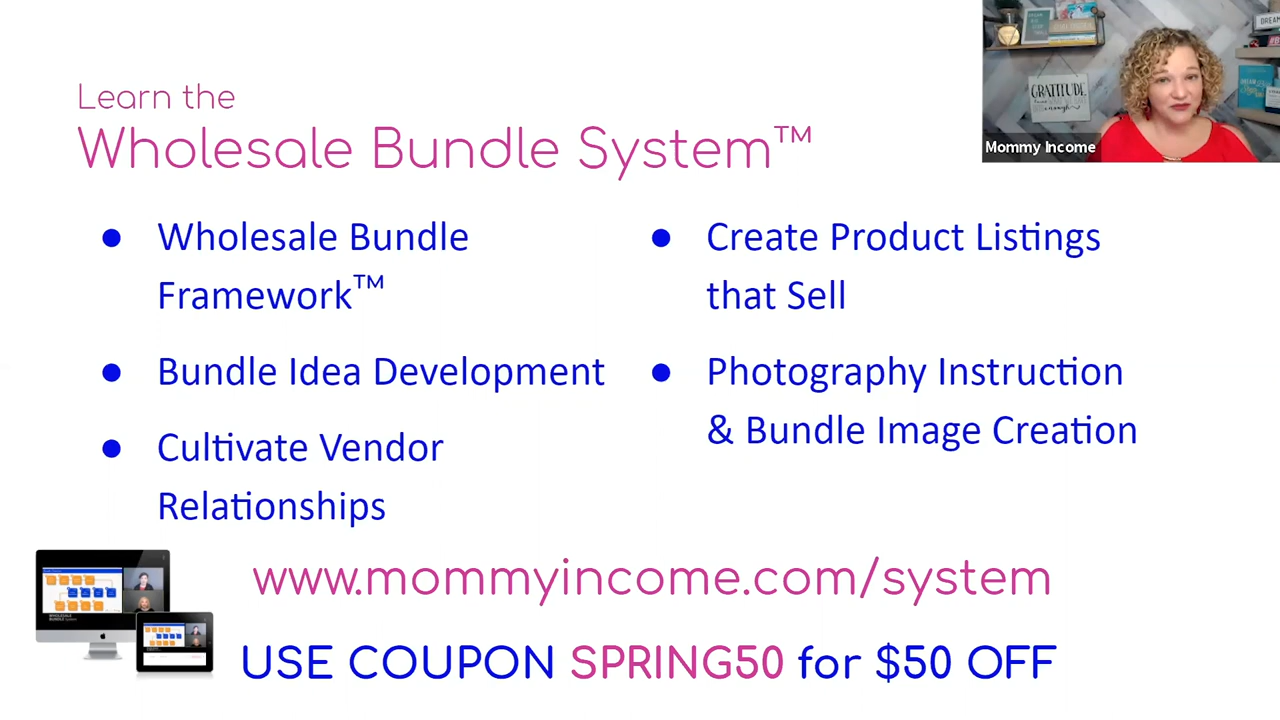 Learn the
Wholesale Bundle System™
Wholesale Bundle
Framework™
Bundle Idea Development
Cultivate Vendor
Relationships
Create Product Listings
that Sell
Photography Instruction
& Bundle Image Creation
www.mommyincome.com/system
USE COUPON SPRING50 for $50 OFF
GRATITUDE
Mommy Income
DREAM